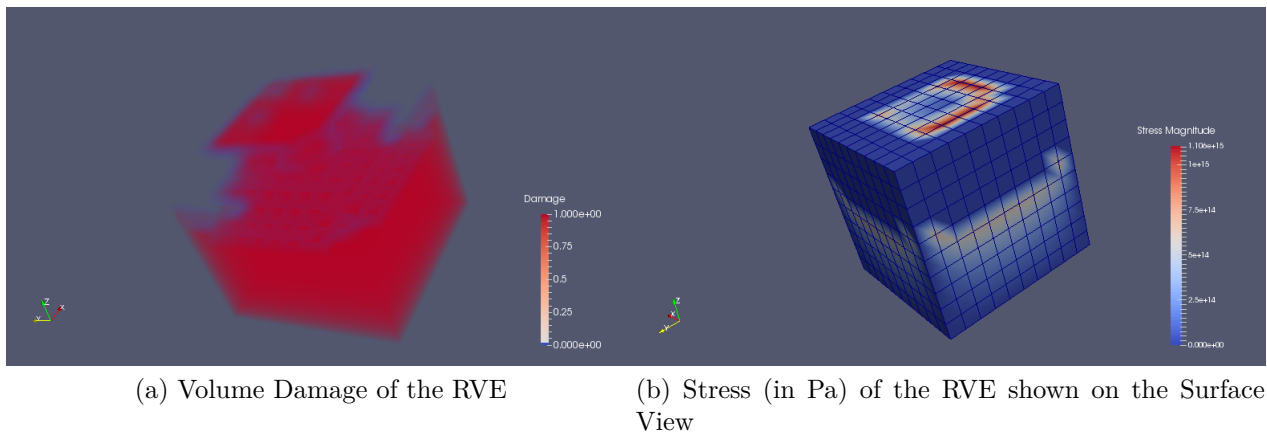 Damage
1.000e+00
0.75
0.5
0.25
-0.000e+00
Z
X
Y
Stress Magnitude
1.106e+15
1e+15
7.5e+14
5e+14
2.5e+14
0.000e+00
Z
X
Y
(a) Volume Damage of the RVE
(b) Stress (in Pa) of the RVE shown on the Surface
View